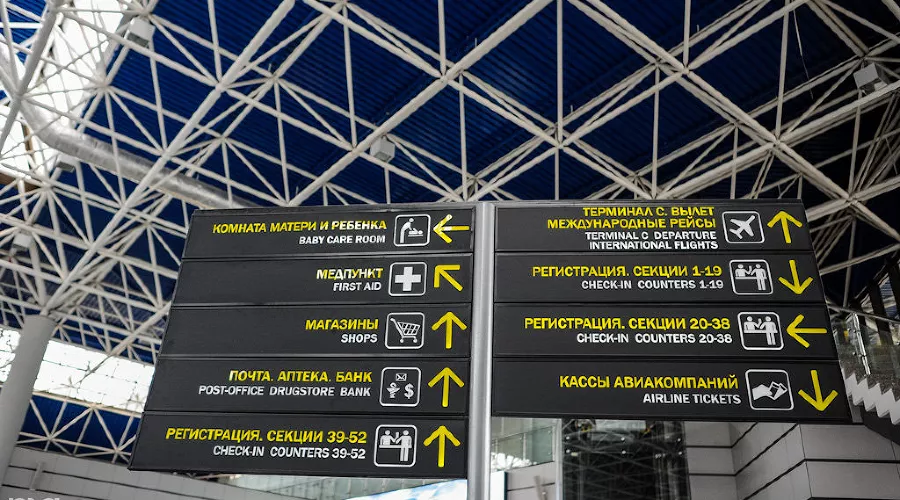 КОМНАТА МАТЕРИ И РЕБЕНКА
BABY CARE ROOM
МЕДПУНКТ
FIRST AID
МАГАЗИНЫ
SHOPS
ПОЧТА. АПТЕКА. БАНК
POST-OFFICE DRUGSTORE BANK
РЕГИСТРАЦИЯ. СЕКЦИИ 39-52
CHECK-IN COUNTERS 39-52
ТЕРМИНАЛ С. ВЫЛЕТ
МЕЖДУНАРОДНЫЕ РЕЙСЫ
TERMINAL C DEPARTURE
INTERNATIONAL FLIGHTS
РЕГИСТРАЦИЯ. СЕКЦИИ 1-19
CHECK-IN COUNTERS 1-19
РЕГИСТРАЦИЯ. СЕКЦИИ 20-38
CHECK-IN COUNTERS 20-38
КАССЫ АВИАКОМПАНИЙ
AIRLINE TICKETS